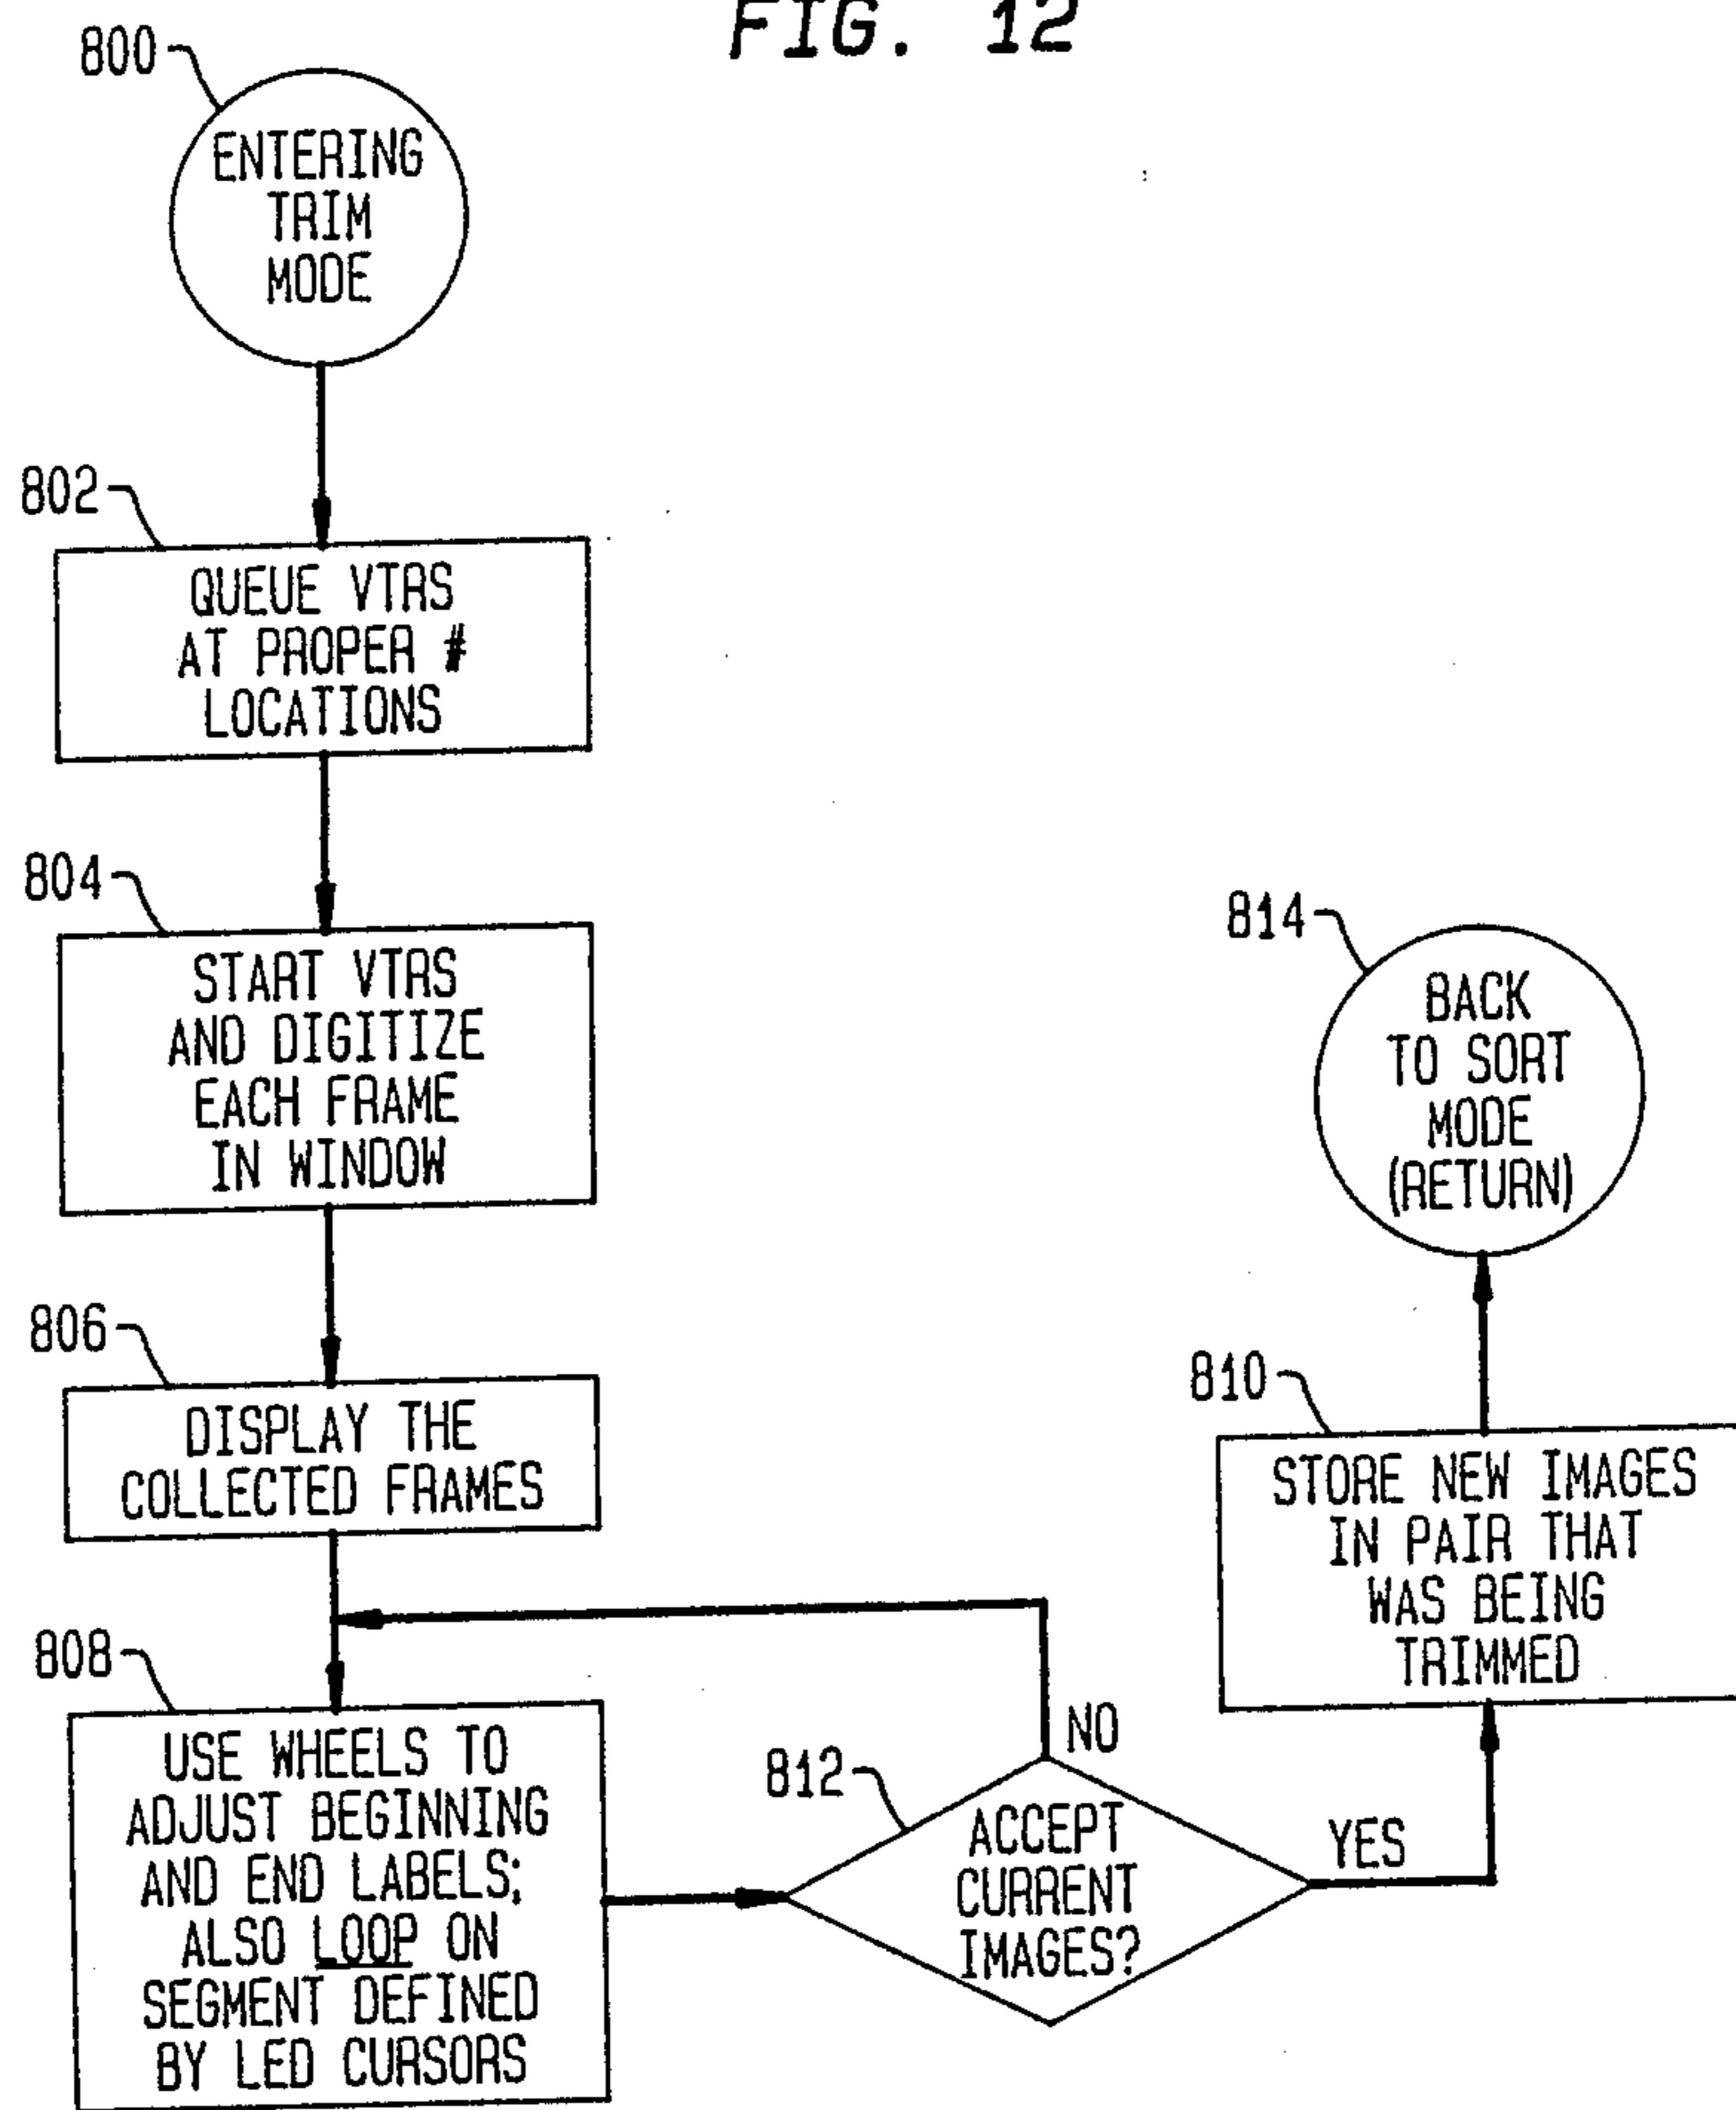 FIG. 12
800
ENTERING
TRIM
MODE
802
QUEUE VTRS
AT PROPER #
LOCATIONS
804
START VTRS
AND DIGITIZE
EACH FRAME
IN WINDOW
806
DISPLAY THE
COLLECTED FRAMES
808
USE WHEELS TO
ADJUST BEGINNING
AND END LABELS;
ALSO LOOP ON
SEGMENT DEFINED
BY LED CURSORS
812
ACCEPT
CURRENT
IMAGES?
NO
YES
810
STORE NEW IMAGES
IN PAIR THAT
WAS BEING
TRIMMED
814
BACK
TO SORT
MODE
(RETURN)